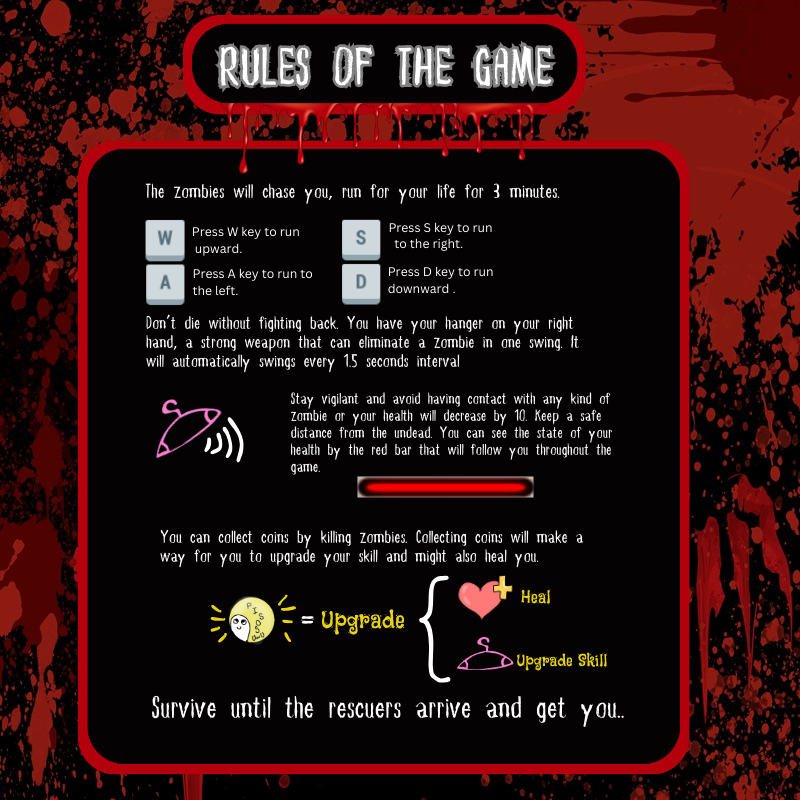 RULES OF THE GAME
The zombies will chase you, run for your life for 3 minutes.
W
Press W key to run
upward.
S
Press S key to run
to the right.
A
Press A key to run to
the left.
D
Press D key to run
downward .
Don't die without fighting back. You have your hanger on your right
hand, a strong weapon that can eliminate a zombie in one swing. It
will automatically swings every 1.5 seconds interval
Stay vigilant and avoid having contact with any kind of
zombie or your health will decrease by 10. Keep a safe
distance from the undead. You can see the state of your
health by the red bar that will follow you throughout the
game.
You can collect coins by killing zombies. Collecting coins will make a
way for you to upgrade your skill and might also heal you.
= Upgrade
Heal
Upgrade Skill
Survive until the rescuers arrive and get you..